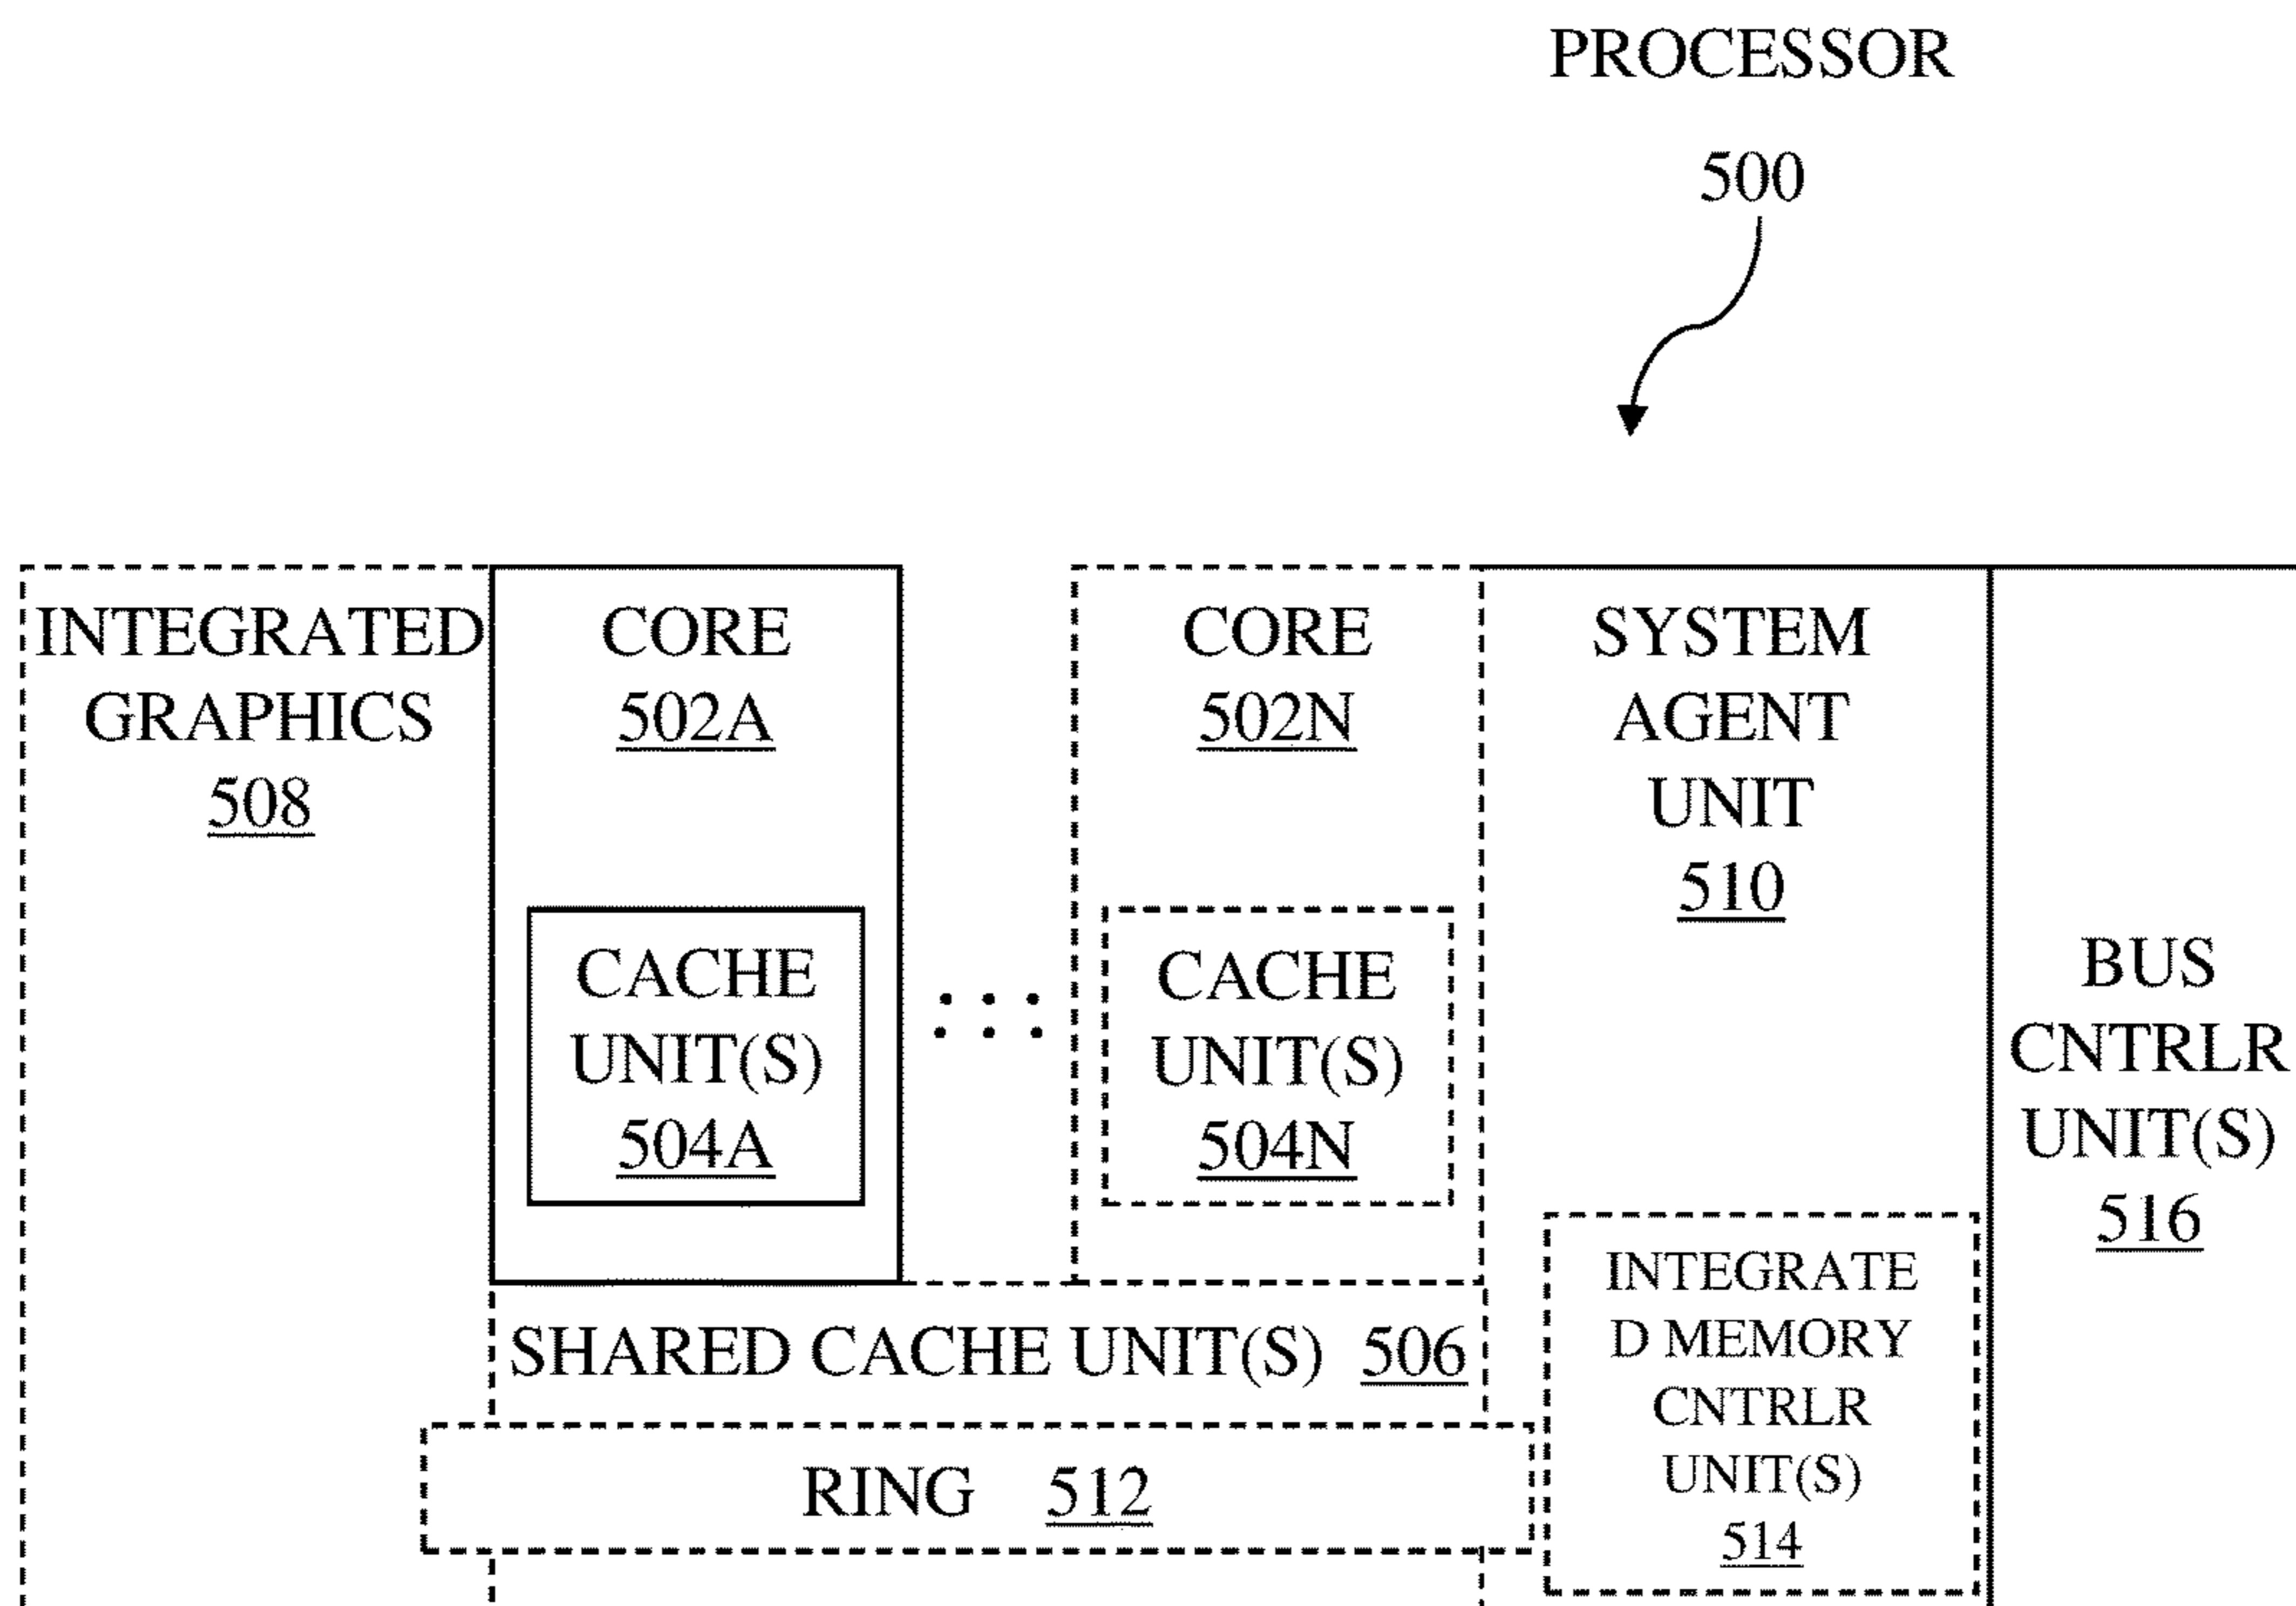 PROCESSOR
500
INTEGRATED
GRAPHICS
508
CORE
502A
CACHE
UNIT(S)
504A
CORE
502N
CACHE
UNIT(S)
504N
SYSTEM
AGENT
UNIT
510
BUS
CNTRLR
UNIT(S)
516
INTEGRATE
D MEMORY
CNTRLR
UNIT(S)
514
SHARED CACHE UNIT(S) 506
RING 512